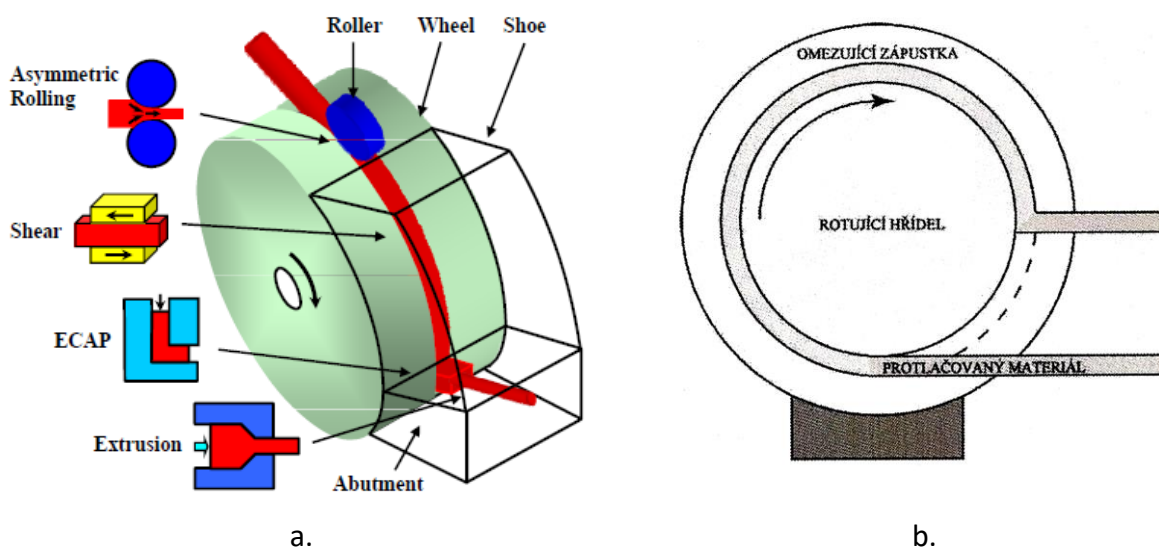 Roller Wheel Shoe
Asymmetric
Rolling
Shear
ECAP
Extrusion
Abutment
a.
OMEZUJÍCÍ ZÁPUSTKA
ROTUJÍCÍ HŘÍDEL
PROTLAČOVANÝ MATERIÁL
b.